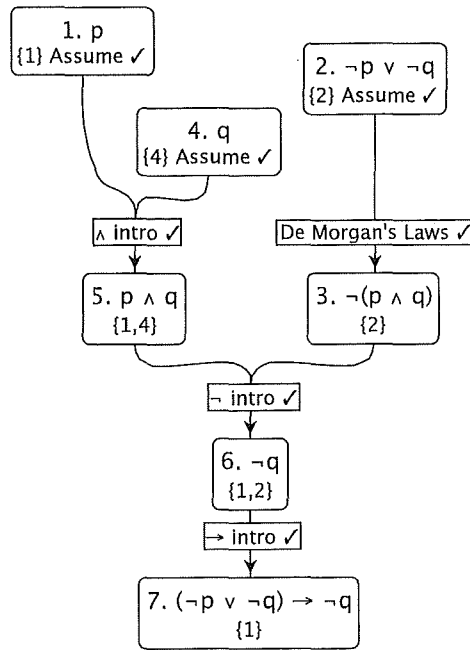 1. p
{1} Assume ✓
2. ¬p ∨ ¬q
{2} Assume ✓
4. q
{4} Assume ✓
∧ intro ✓
De Morgan's Laws ✓
5. p ∧ q
{1,4}
3. ¬(p ∧ q)
{2}
¬ intro ✓
6. ¬q
{1,2}
→ intro ✓
7. (¬p ∨ ¬q) → ¬q
{1}